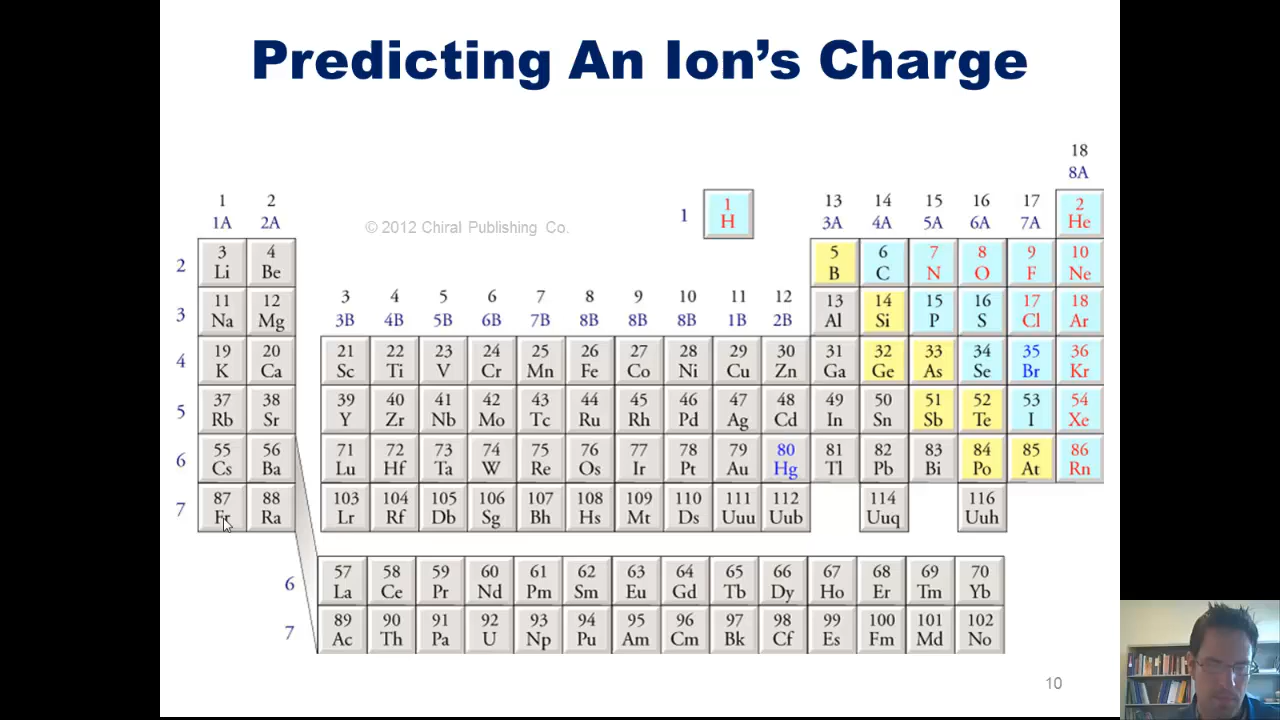 Predicting An Ion's Charge
18
8A
1 2 13 14 15 16 17
1A 2A 3A 4A 5A 6A 7A
© 2012 Chiral Publishing Co.
1
1 2
H He
2
3 4 5 6 7 8 9 10
Li Be B C N O F Ne
3 4 5 6 7 8 9 10 11 12
3B 4B 5B 6B 7B 8B 8B 8B 1B 2B
3
11 12 13 14 15 16 17 18
Na Mg Al Si P S Cl Ar
4
19 20 21 22 23 24 25 26 27 28 29 30 31 32 33 34 35 36
K Ca Sc Ti V Cr Mn Fe Co Ni Cu Zn Ga Ge As Se Br Kr
5
37 38 39 40 41 42 43 44 45 46 47 48 49 50 51 52 53 54
Rb Sr Y Zr Nb Mo Tc Ru Rh Pd Ag Cd In Sn Sb Te I Xe
6
55 56 71 72 73 74 75 76 77 78 79 80 81 82 83 84 85 86
Cs Ba Lu Hf Ta W Re Os Ir Pt Au Hg Tl Pb Bi Po At Rn
7
87 88 103 104 105 106 107 108 109 110 111 112 114 116
Fr Ra Lr Rf Db Sg Bh Hs Mt Ds Uuu Uub Uuq Uuh
6
57 58 59 60 61 62 63 64 65 66 67 68 69 70
La Ce Pr Nd Pm Sm Eu Gd Tb Dy Ho Er Tm Yb
7
89 90 91 92 93 94 95 96 97 98 99 100 101 102
Ac Th Pa U Np Pu Am Cm Bk Cf Es Fm Md No
10